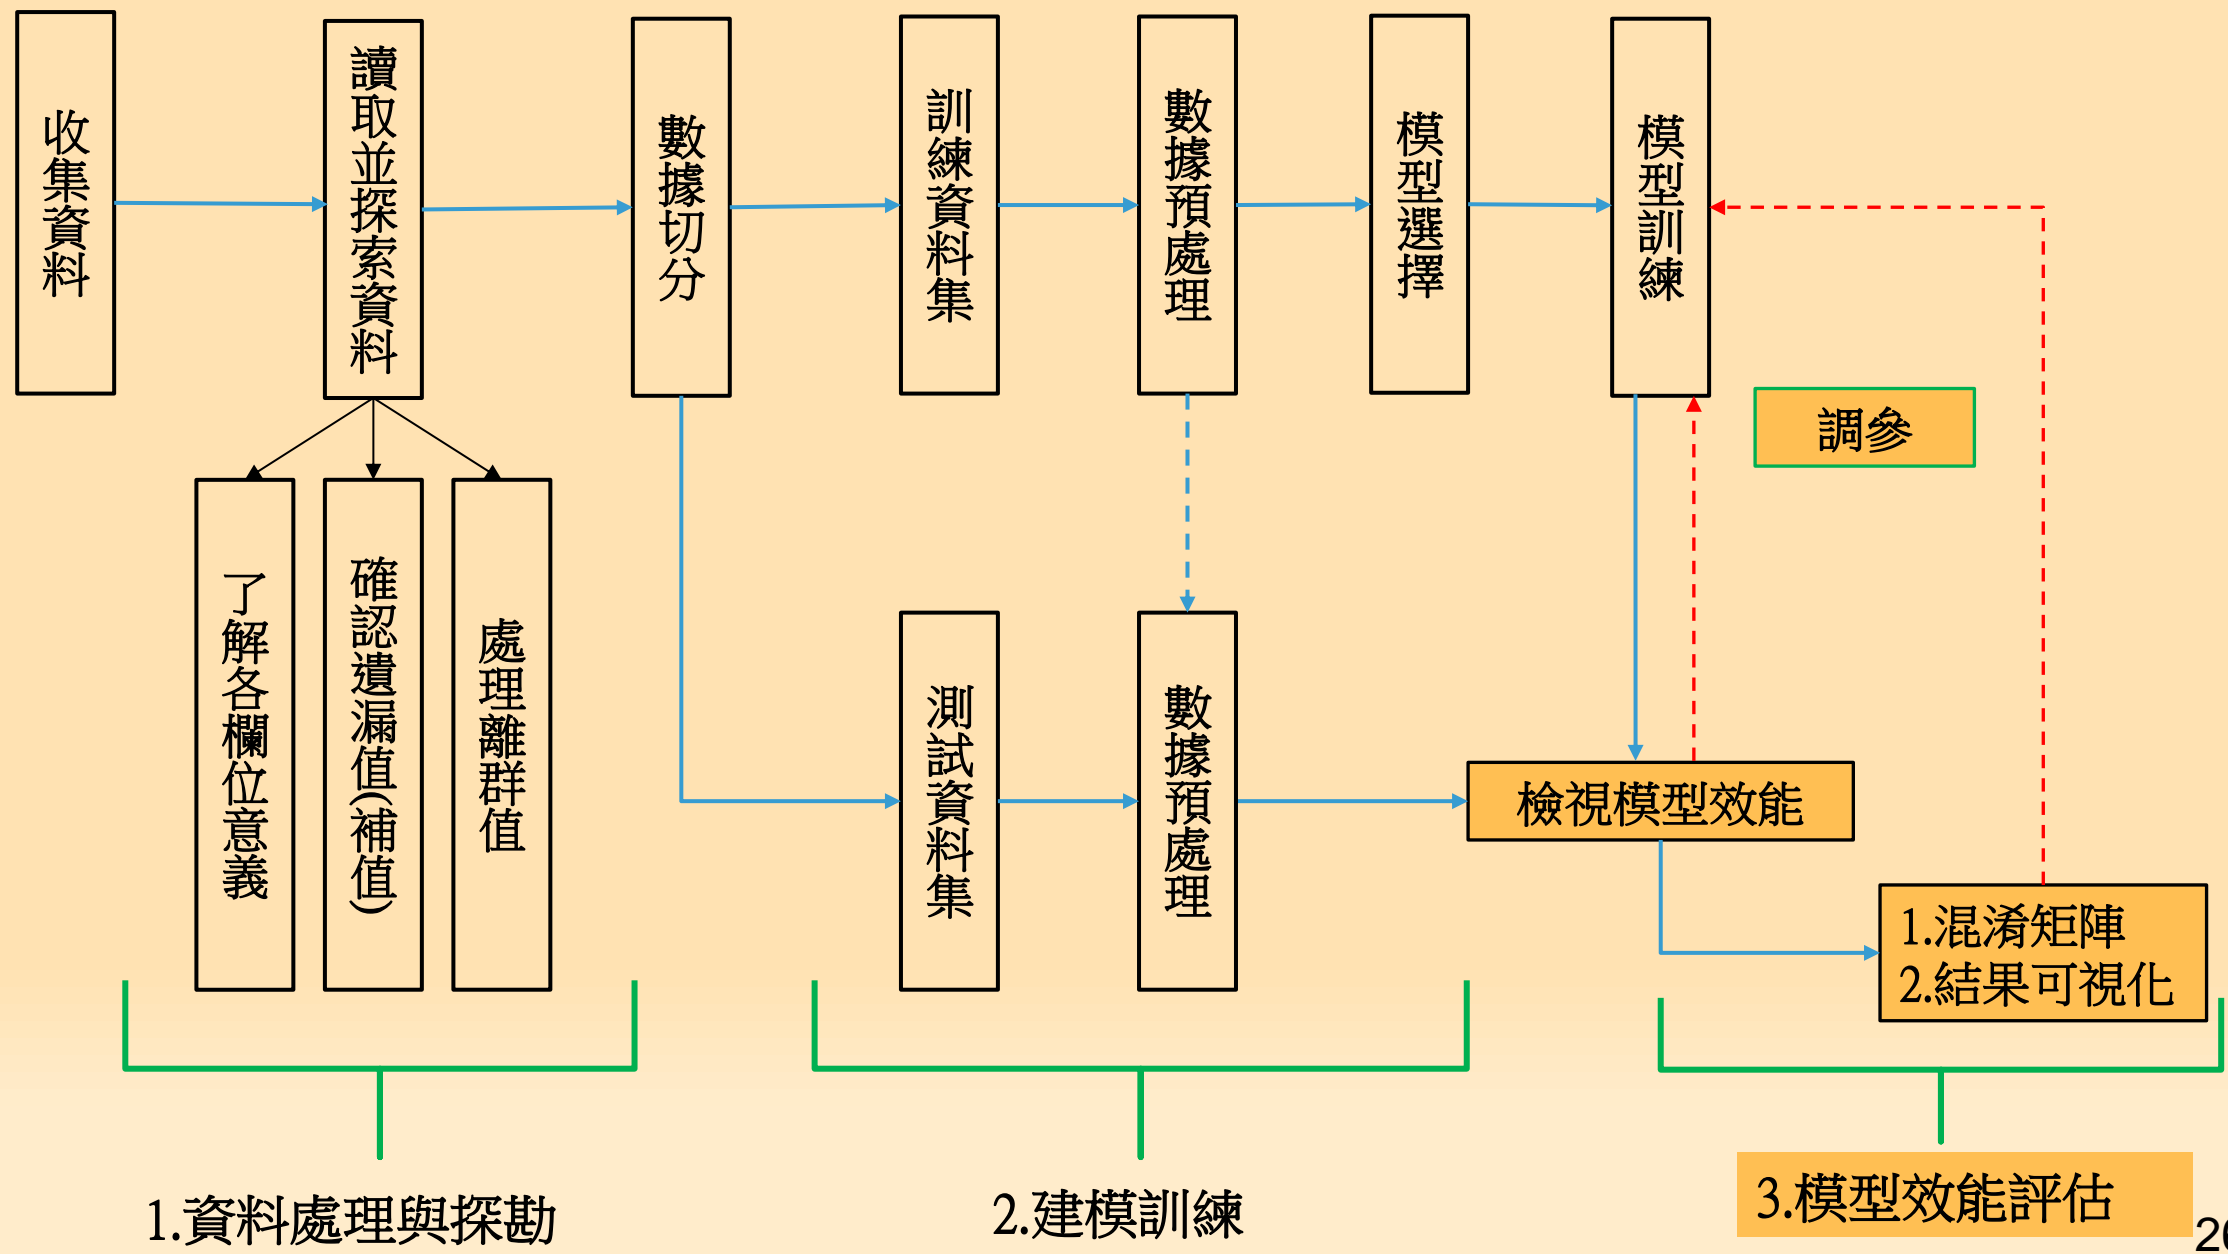 收集資料
讀取並探索資料
數據切分
訓練資料集
數據預處理
模型選擇
模型訓練
調參
了解各欄位意義
確認遺漏值(補值)
處理離群值
測試資料集
數據預處理
檢視模型效能
1.混淆矩陣
2.結果可視化
1.資料處理與探勘
2.建模訓練
3.模型效能評估